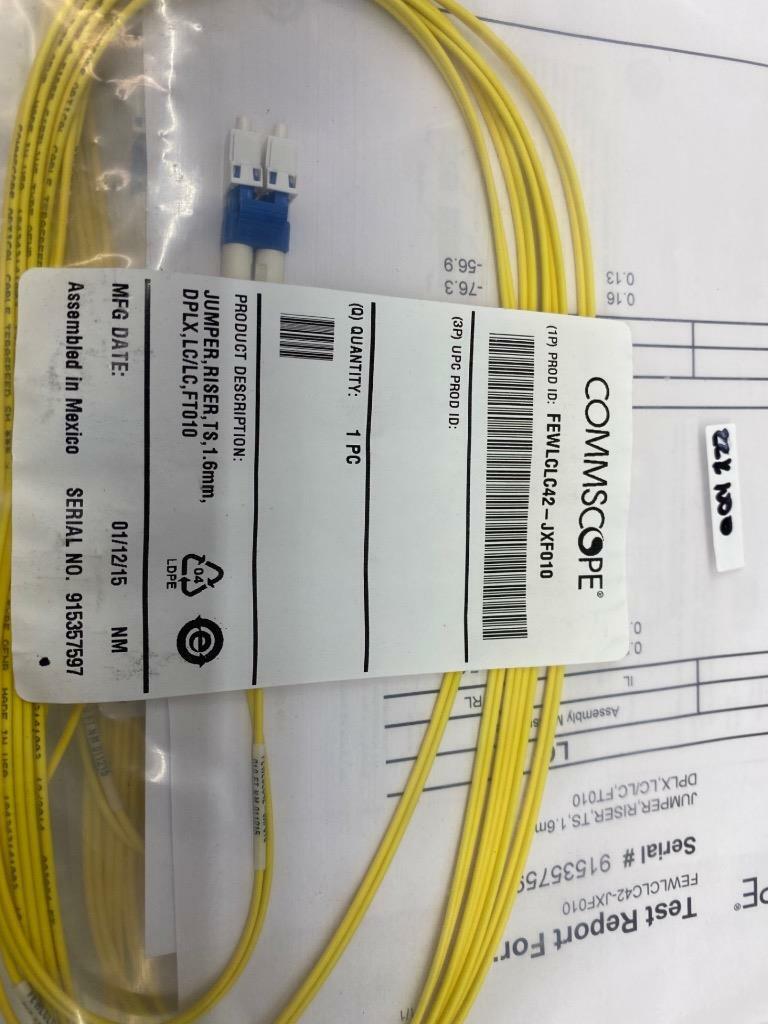 COMMSCOPE®
(1P) PROD ID: FEWLCLC42-JXF010
(3P) UPC PROD ID:
(Q) QUANTITY: 1 PC
PRODUCT DESCRIPTION:
JUMPER,RISER,TS,1.6mm,
DPLX,LC/LC,FT010
04
LDPE
e
MFG DATE: 01/12/15 NM
Assembled in Mexico SERIAL NO. 915357597
PE®
Test Report For:
FEWLCLC42-JXF010
Serial # 91535759
JUMPER,RISER,TS,1.6m
DPLX,LC/LC,FT010
Assembly M
IL
RL
0.
0.
0.16
0.13
-76.3
-56.9